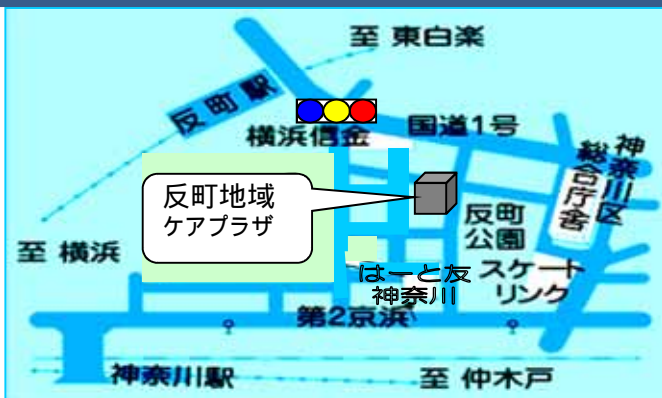 至 東白楽
反町駅
横浜信金
国道1号
神奈川区
総合庁舎
反町地域
ケアプラザ
反町
公園
至 横浜
はーと友
神奈川
スケート
リンク
第2京浜
神奈川駅
至 仲木戸